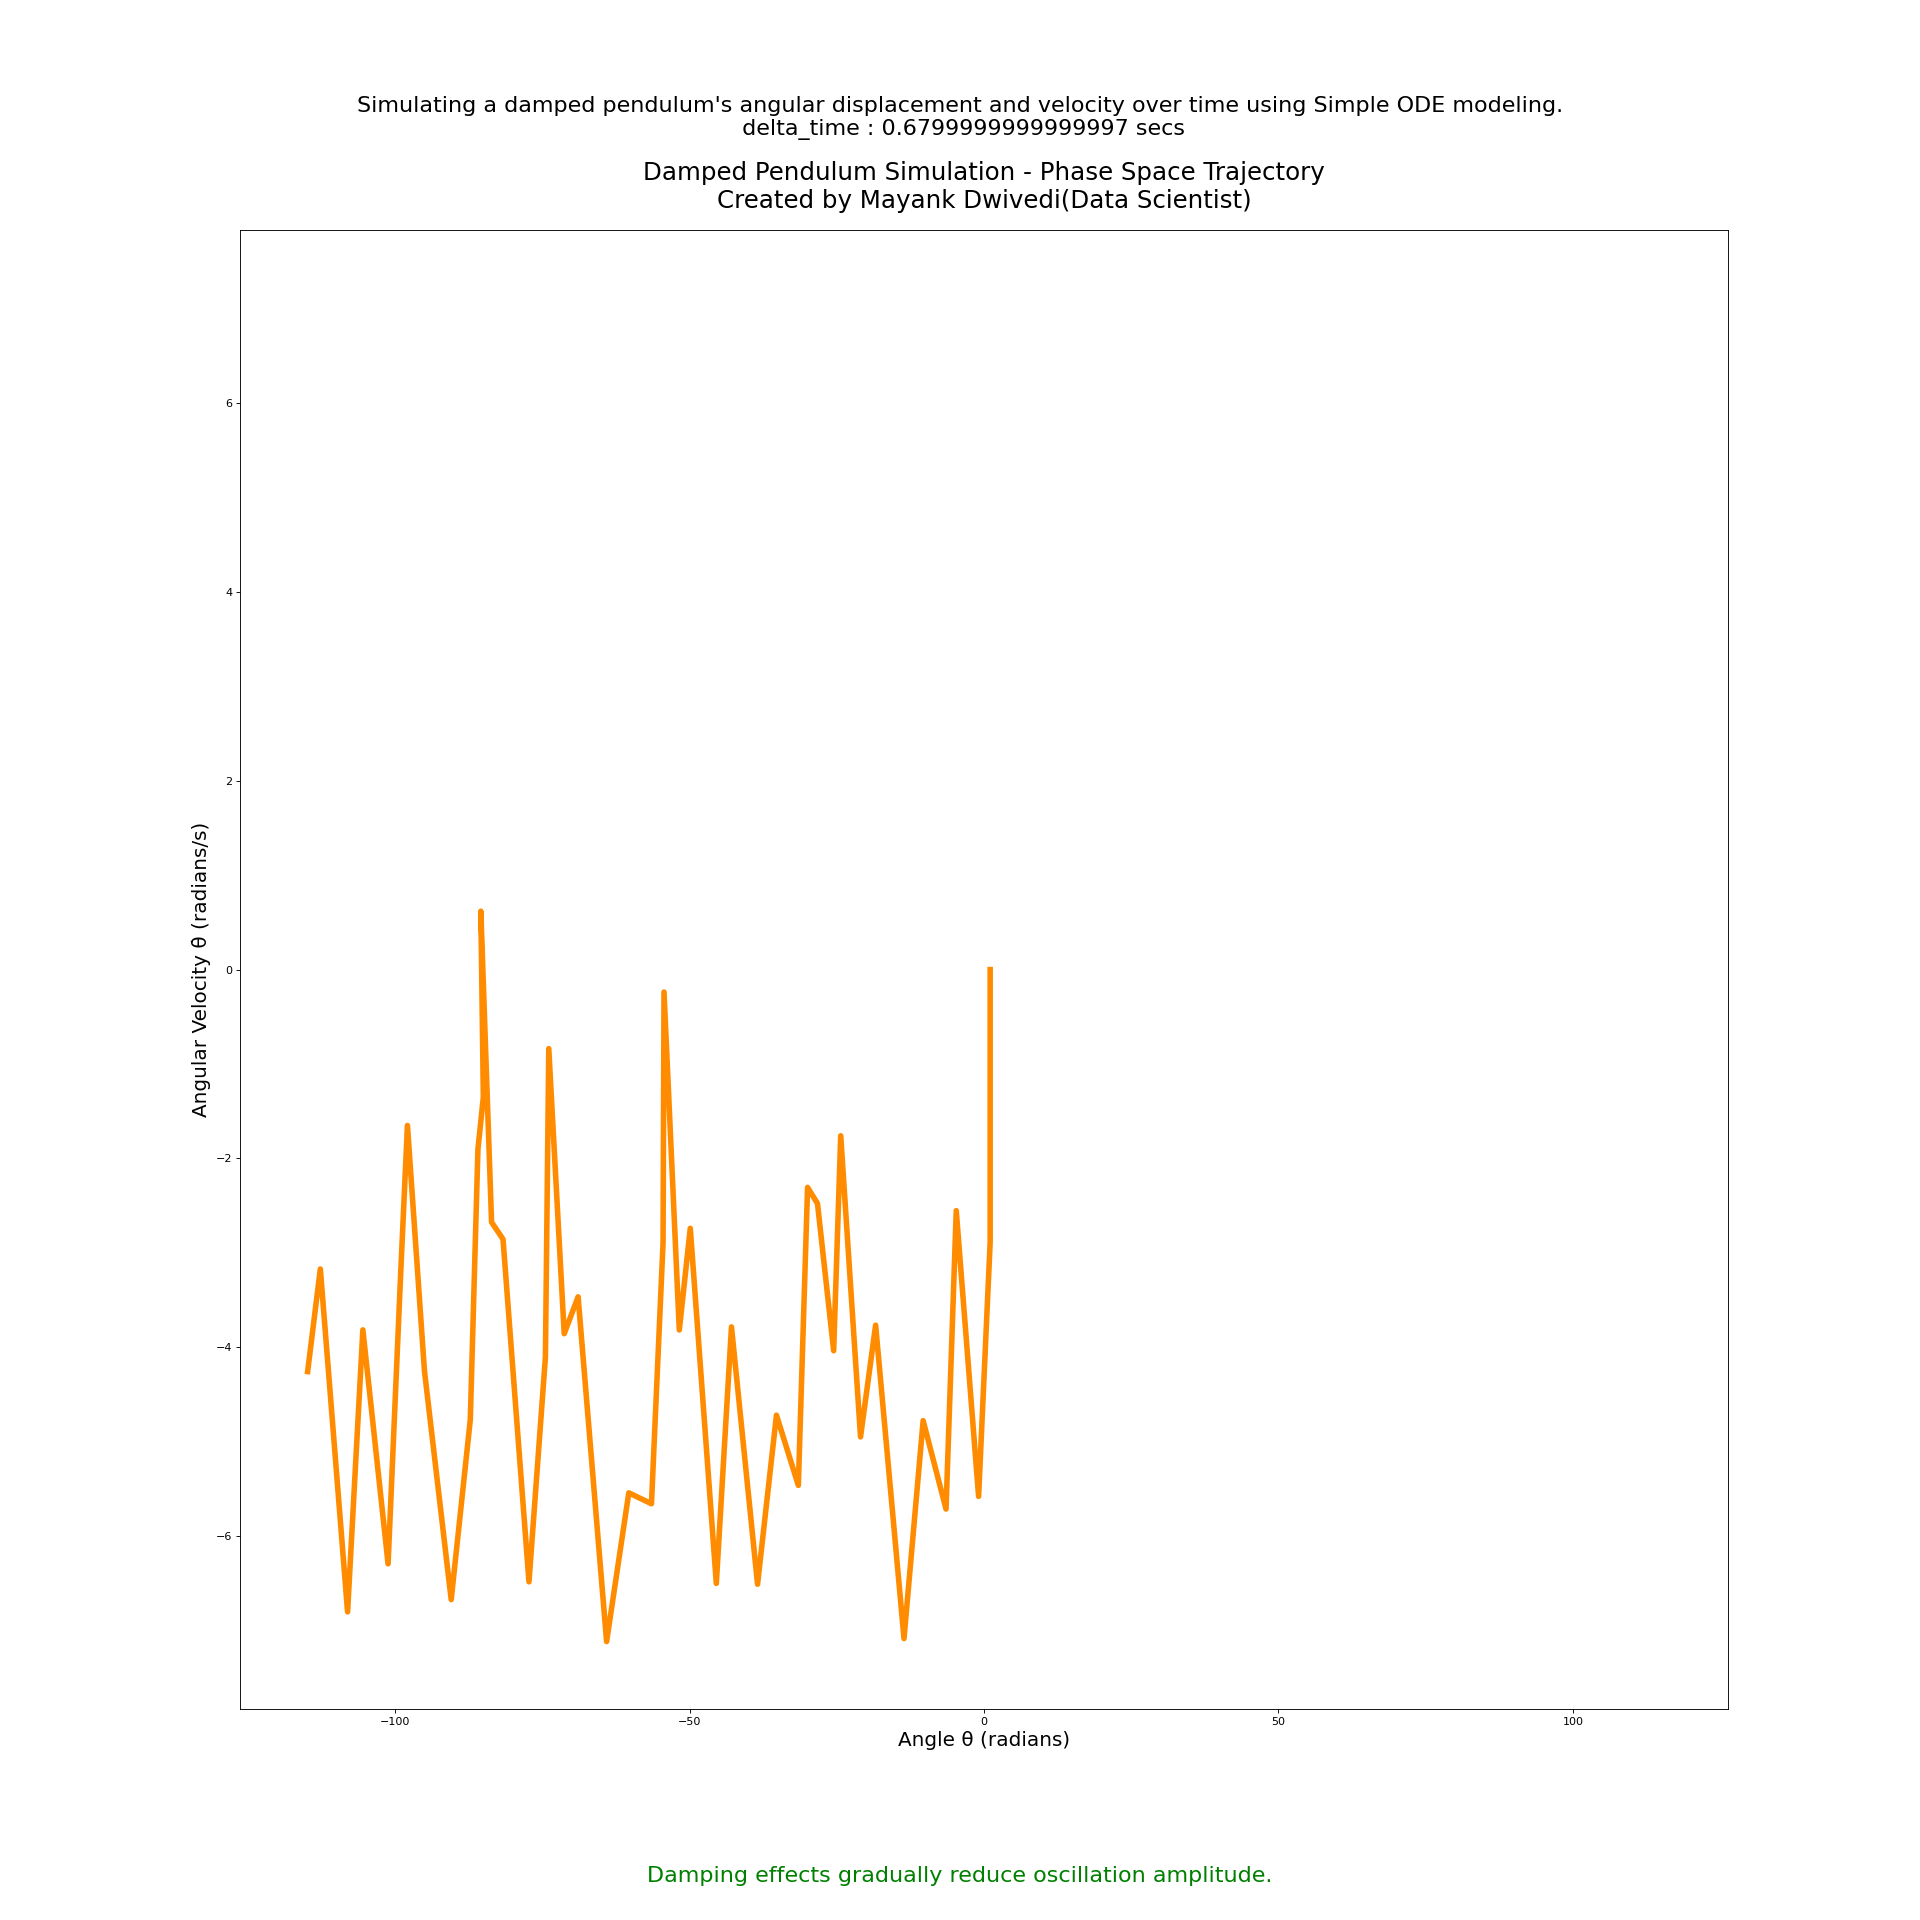 Simulating a damped pendulum's angular displacement and velocity over time using Simple ODE modeling.
delta_time : 0.6799999999999997 secs
Damped Pendulum Simulation - Phase Space Trajectory
Created by Mayank Dwivedi(Data Scientist)
Angular Velocity θ (radians/s)
6
4
2
0
−2
−4
−6
−100
−50
0
50
100
Angle θ (radians)
Damping effects gradually reduce oscillation amplitude.